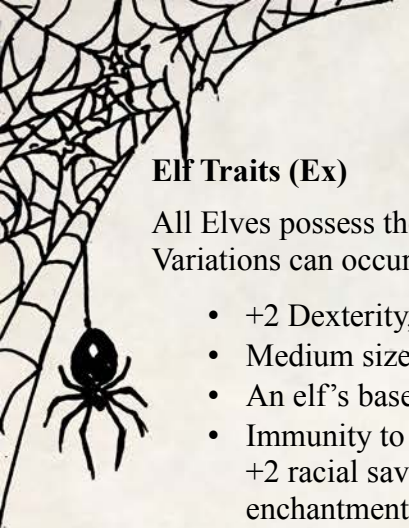 Elf Traits (Ex)
All Elves possess th
Variations can occur
• +2 Dexterity,
• Medium size
• An elf’s base
• Immunity to
+2 racial sav
enchantment